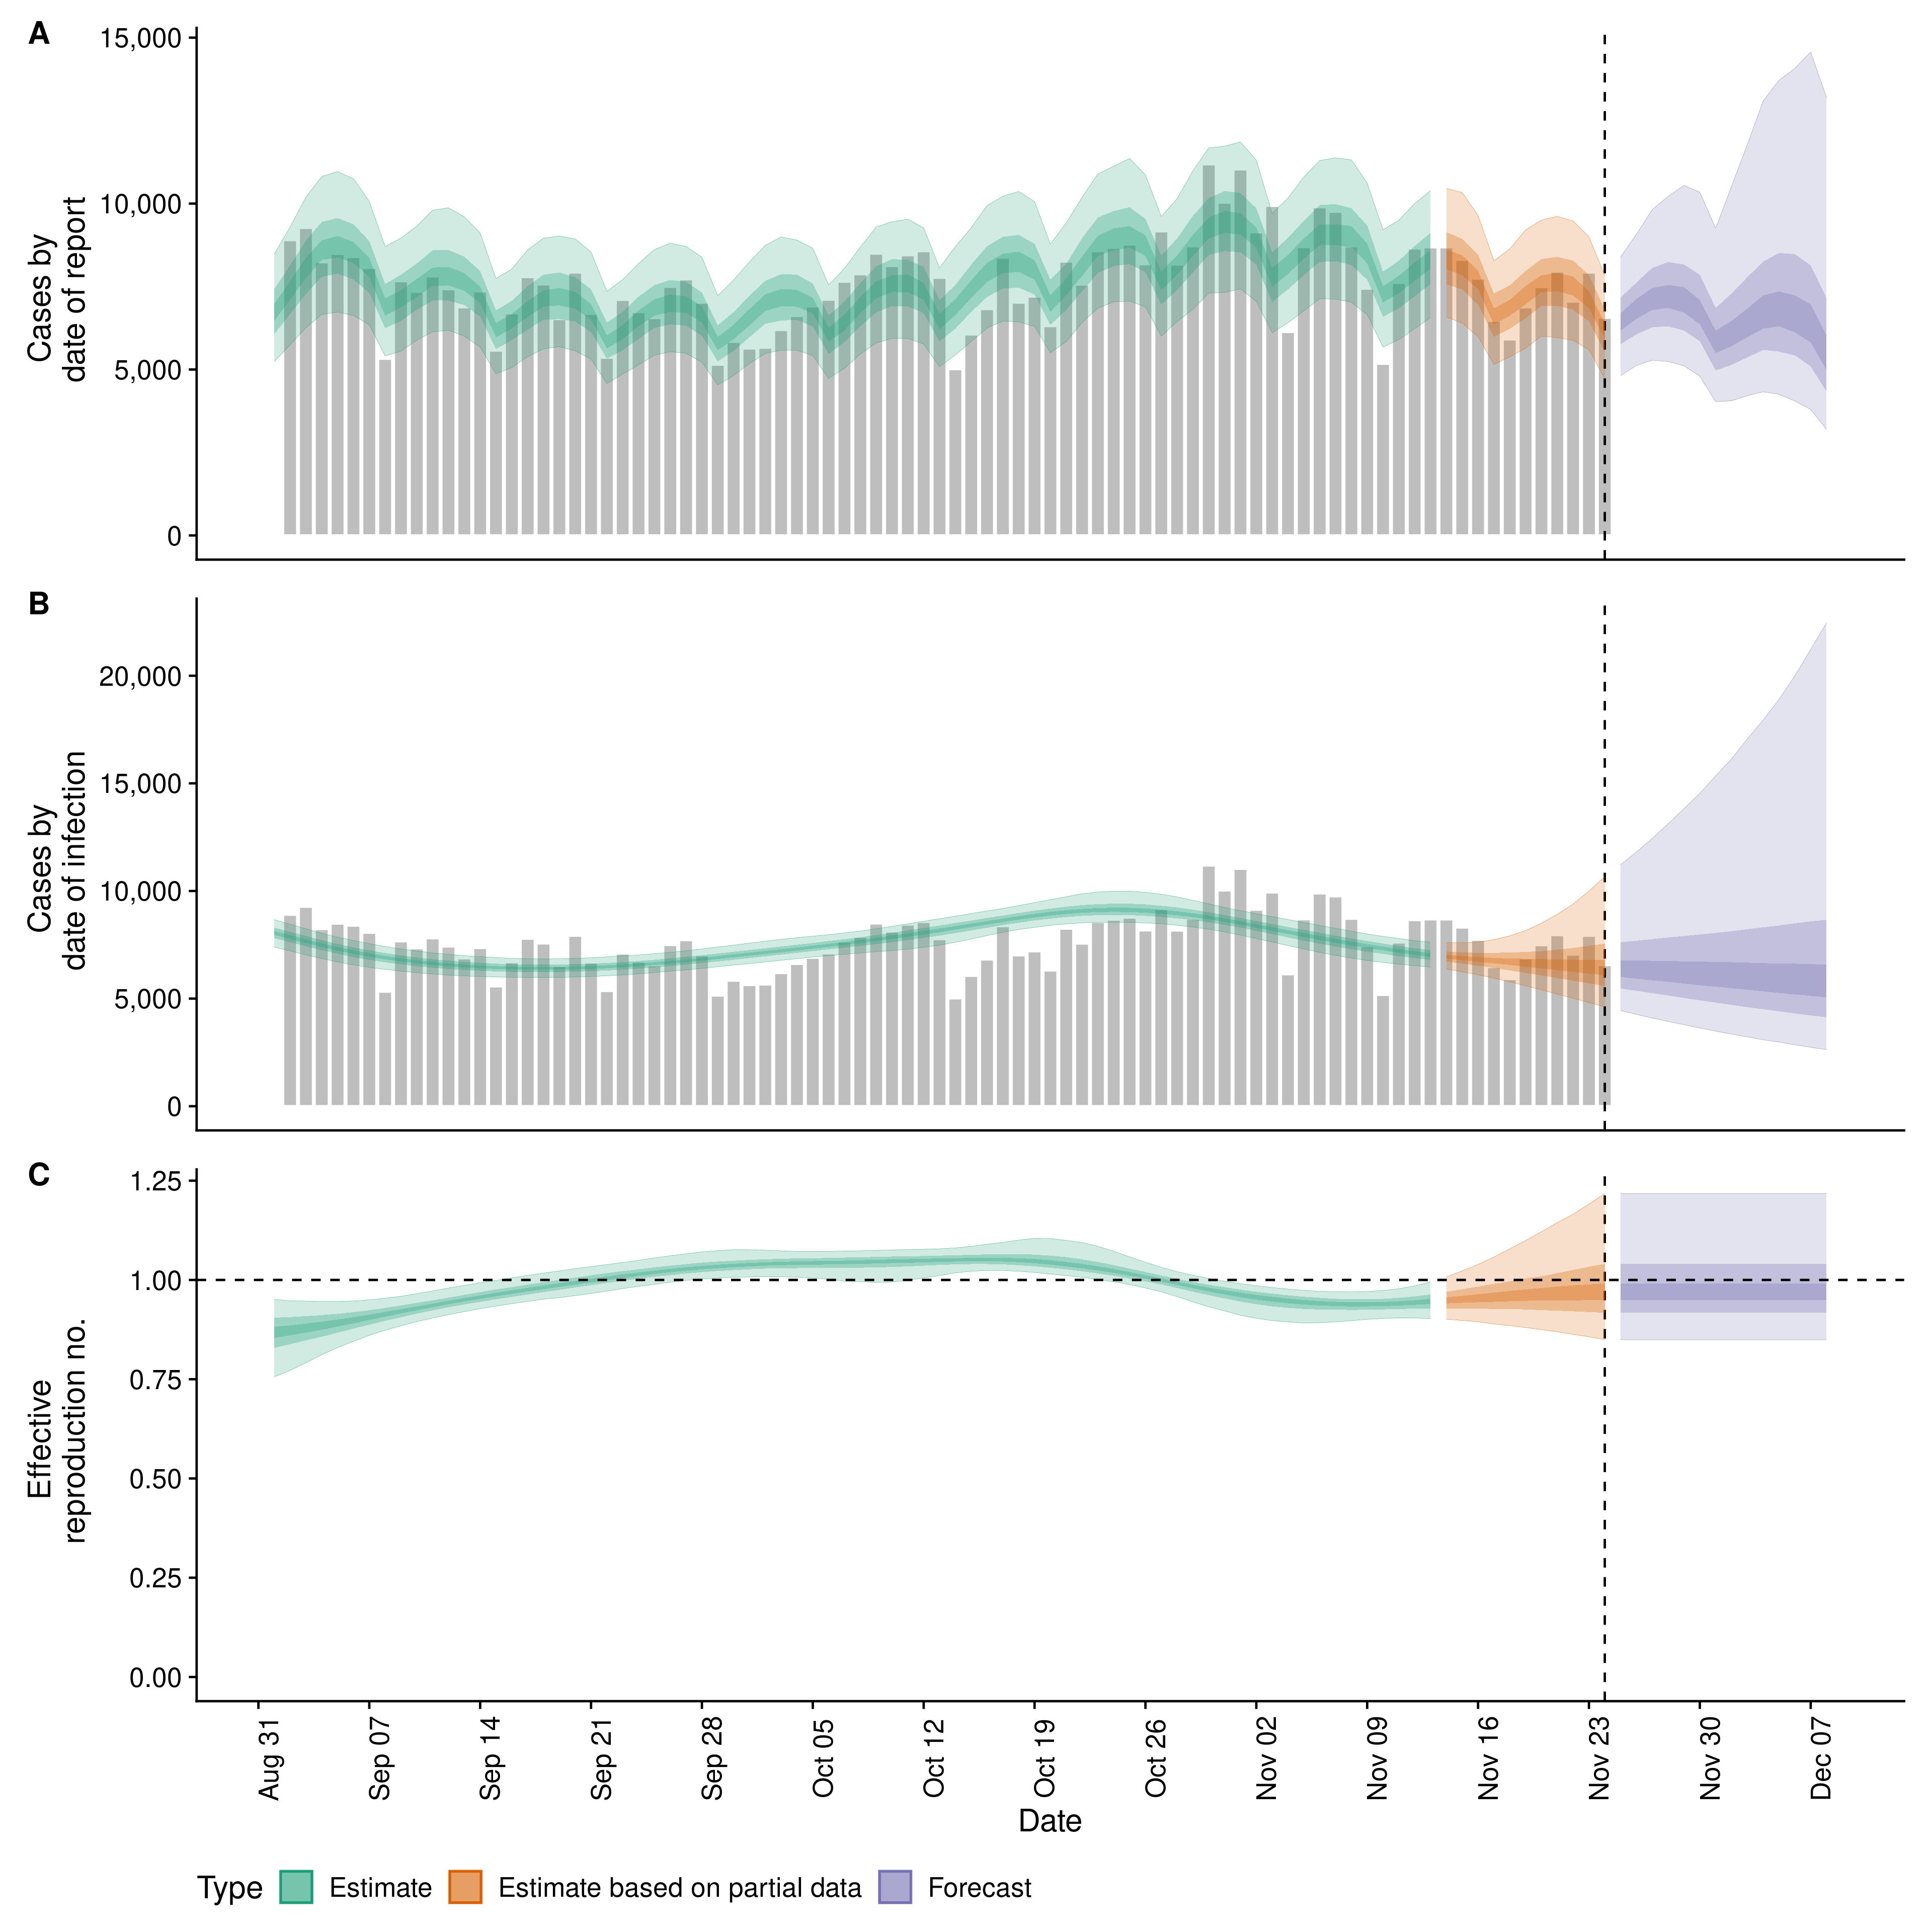 A
15,000
10,000
5,000
0
Cases by
date of report
B
20,000
15,000
10,000
5,000
0
Cases by
date of infection
C
1.25
1.00
0.75
0.50
0.25
0.00
Effective
reproduction no.
Aug 31
Sep 07
Sep 14
Sep 21
Sep 28
Oct 05
Oct 12
Oct 19
Oct 26
Nov 02
Nov 09
Nov 16
Nov 23
Nov 30
Dec 07
Date
Type Estimate Estimate based on partial data Forecast